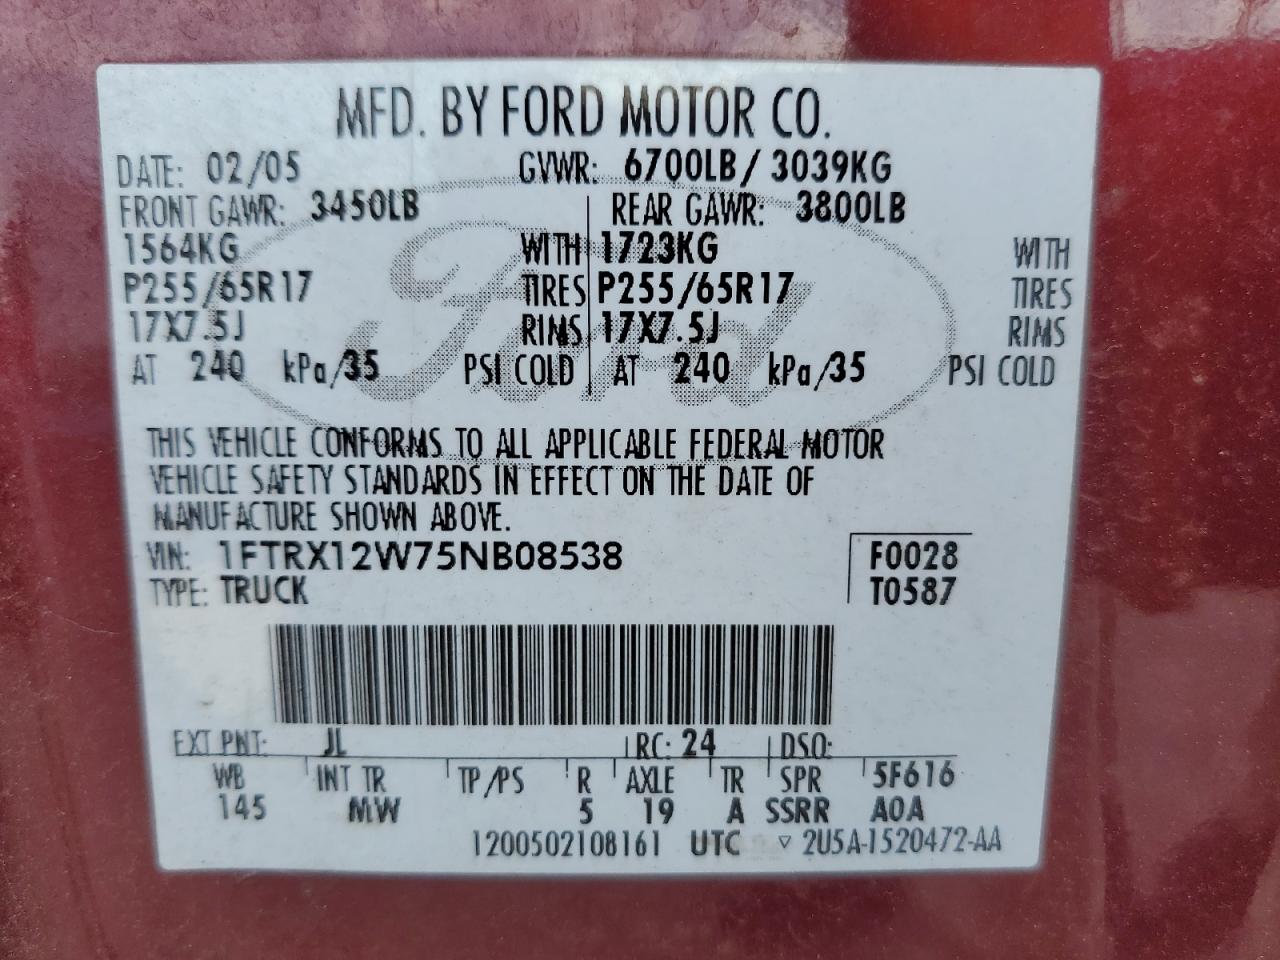 MFD. BY FORD MOTOR CO.
DATE: 02/05 GVWR: 6700LB/ 3039KG
FRONT GAWR: 3450LB REAR GAWR: 3800LB
1564KG WITH 1723KG WITH
P255/65R17 TIRES P255/65R17 TIRES
17X7.5J RIMS 17X7.5J RIMS
AT 240 kPa/35 PSI COLD AT 240 kPa/35 PSI COLD
Ford
THIS VEHICLE CONFORMS TO ALL APPLICABLE FEDERAL MOTOR
VEHICLE SAFETY STANDARDS IN EFFECT ON THE DATE OF
MANUFACTURE SHOWN ABOVE.
VIN: 1FTRX12W75NB08538 F0028
TYPE: TRUCK T0587
EXT PNT: JL RC: 24 DSO:
WB INT TR TP/PS R AXLE TR SPR 5F616
145 MW 5 19 A SSRR A0A
1200502108161 UTC ▽ 2U5A-1520472-AA